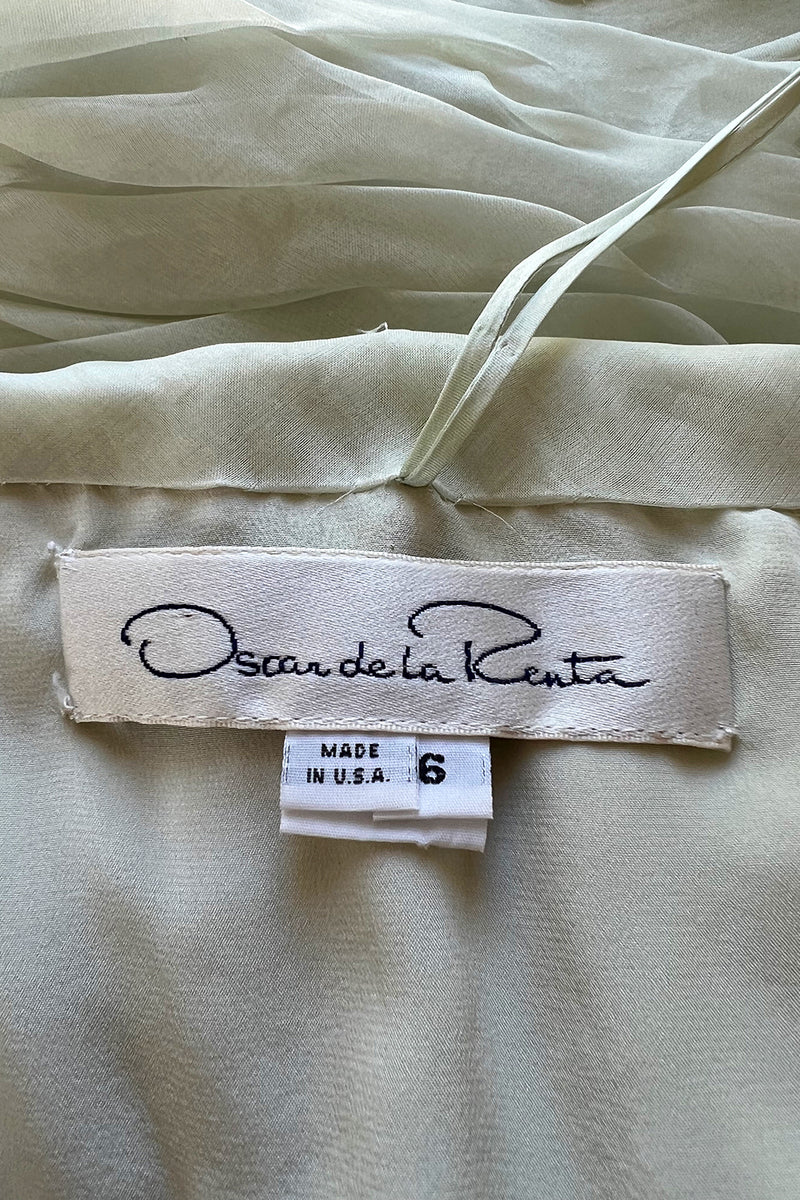 Oscar de la Renta
MADE
IN U.S.A.
6